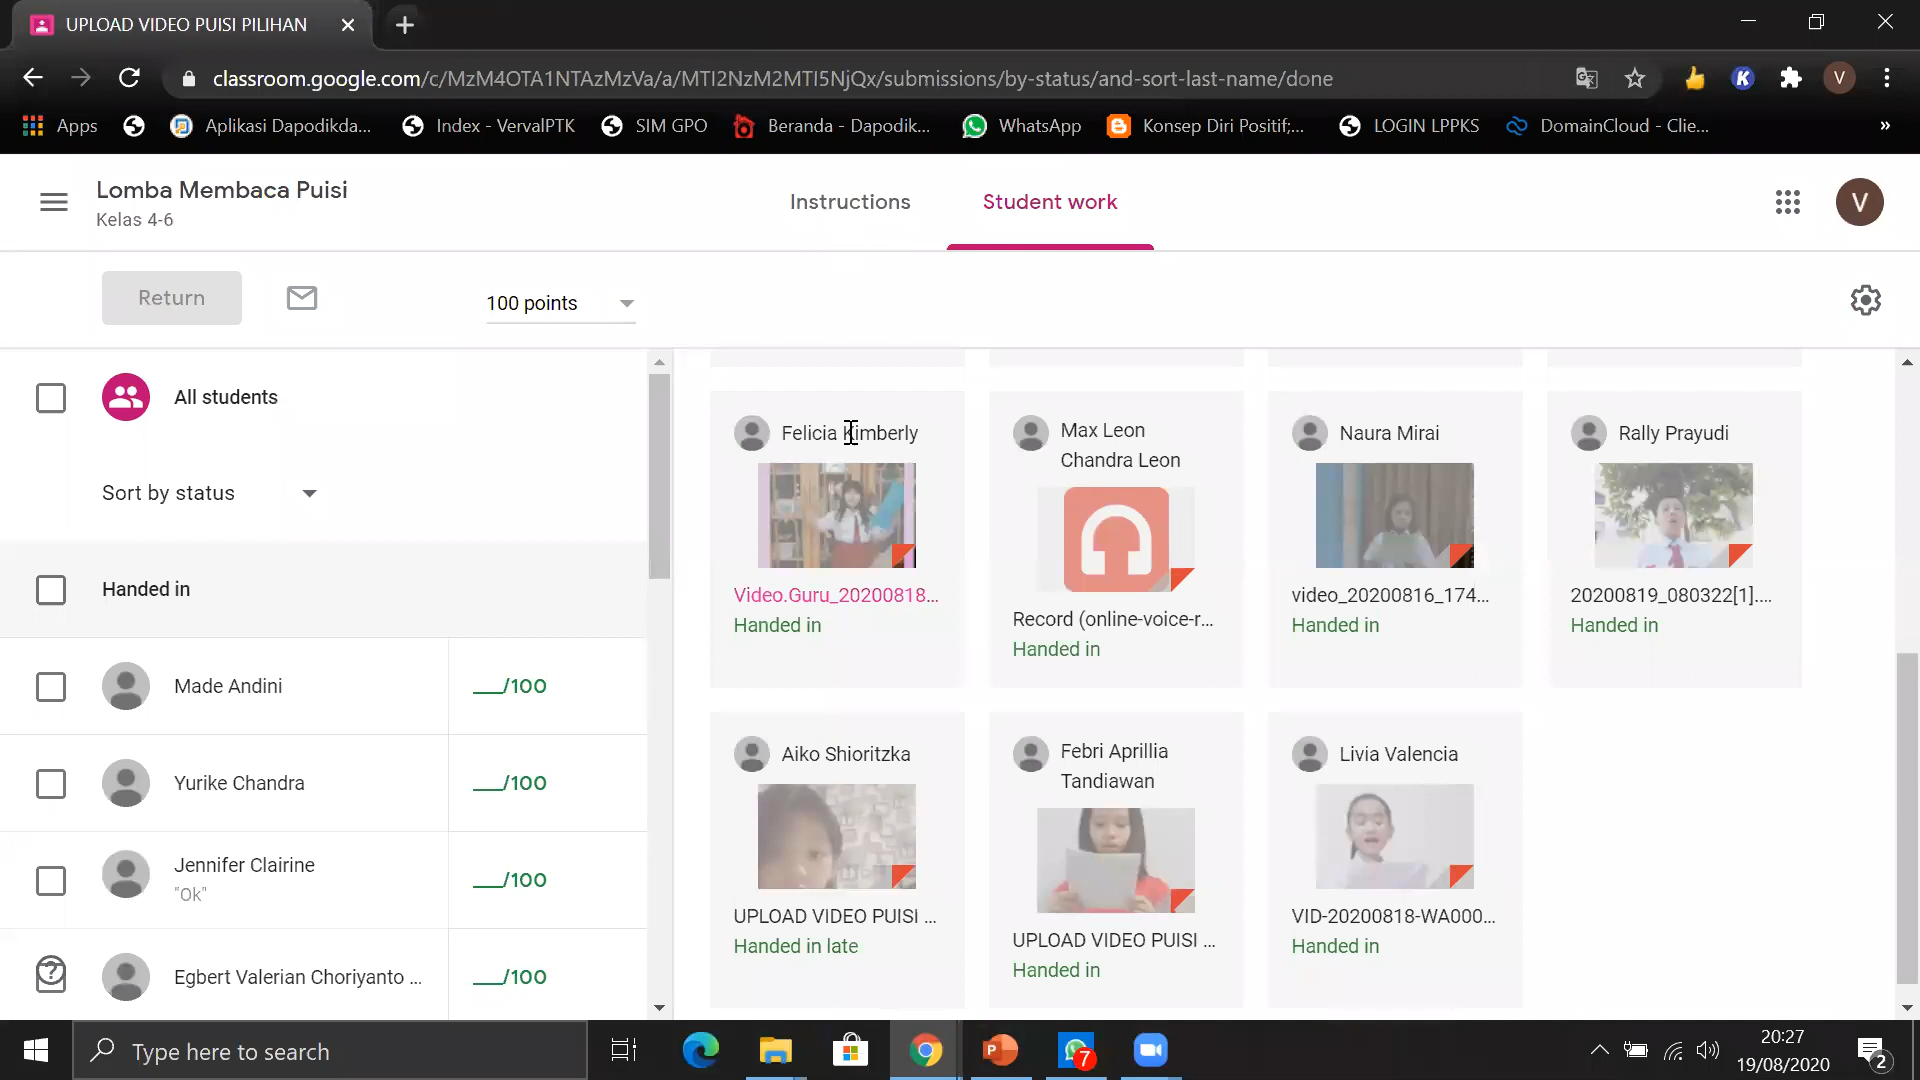 UPLOAD VIDEO PUISI PILIHAN
classroom.google.com/c/MzM4OTA1NTAzMzVa/a/MTI2NzM2MTI5NjQx/submissions/by-status/and-sort-last-name/done
K
V
Apps
Aplikasi Dapodikda...
Index - VervalPTK
SIM GPO
Beranda - Dapodik...
WhatsApp
Konsep Diri Positif;...
LOGIN LPPKS
DomainCloud - Clie...
»
Lomba Membaca Puisi
Kelas 4-6
Instructions
Student work
V
Return
100 points
All students
Sort by status
Handed in
Made Andini
___/100
Yurike Chandra
___/100
Jennifer Clairine
"Ok"
___/100
Egbert Valerian Choriyanto ...
___/100
Felicia Kimberly
Video.Guru_20200818...
Handed in
Max Leon
Chandra Leon
Record (online-voice-r...
Handed in
Naura Mirai
video_20200816_174...
Handed in
Rally Prayudi
20200819_080322[1]....
Handed in
Aiko Shioritzka
UPLOAD VIDEO PUISI ...
Handed in late
Febri Aprillia
Tandiawan
UPLOAD VIDEO PUISI ...
Handed in
Livia Valencia
VID-20200818-WA000...
Handed in
Type here to search
P
7
20:27
19/08/2020
2